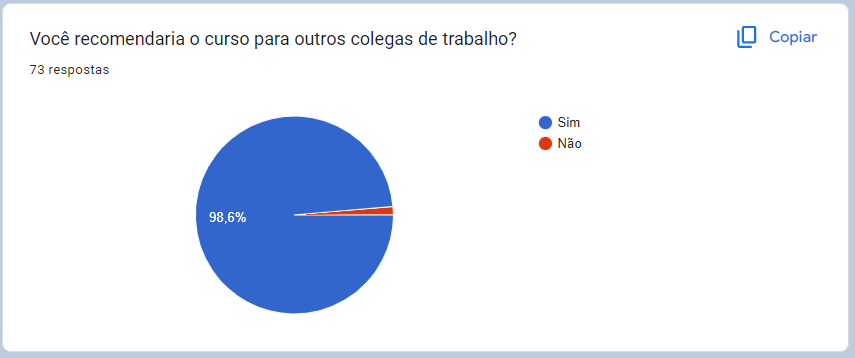 Você recomendaria o curso para outros colegas de trabalho?
Copiar
73 respostas
Sim
Não
98,6%